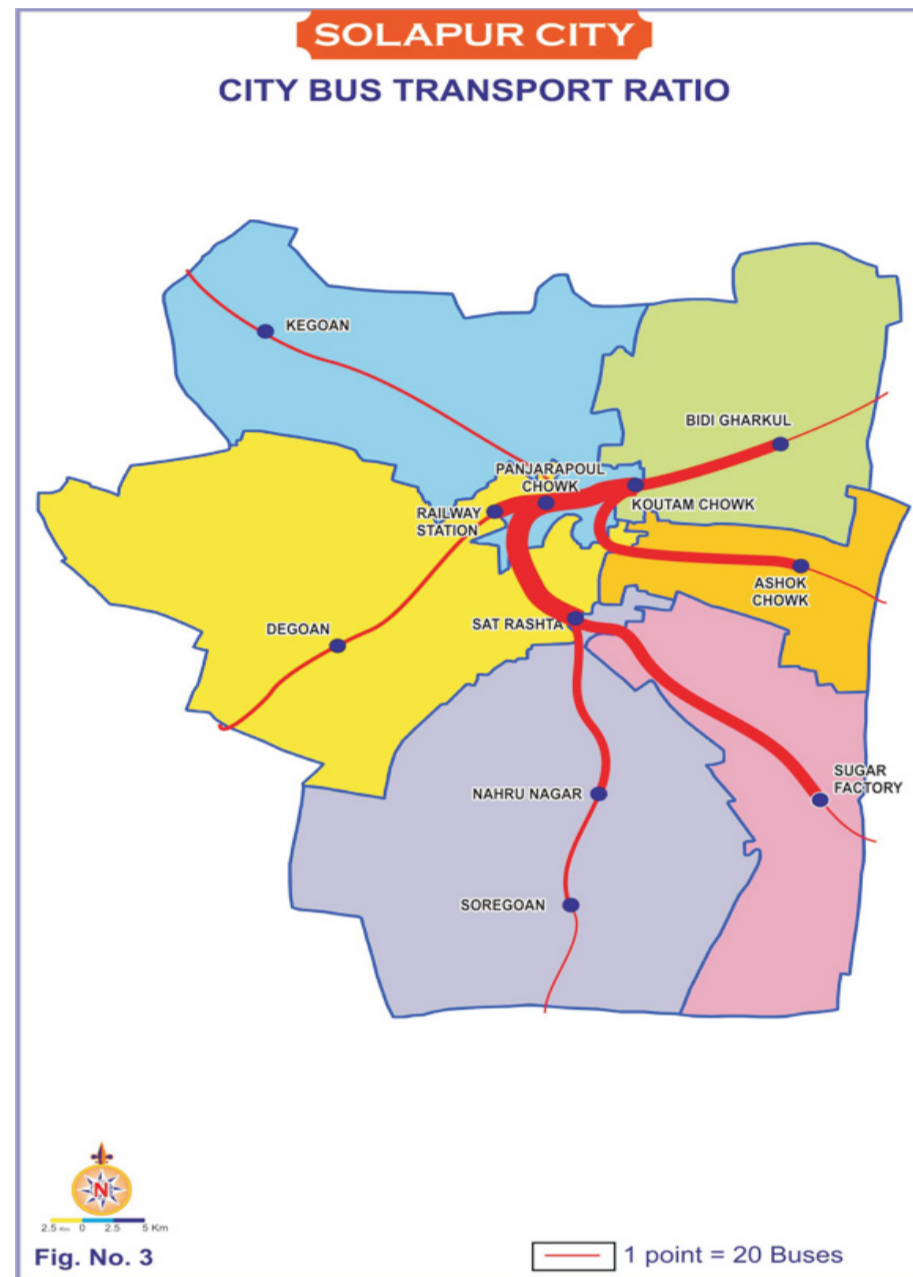 SOLAPUR CITY
CITY BUS TRANSPORT RATIO
KEGOAN
BIDI GHARKUL
PANJARAPOUL
CHOWK
KOUTAM CHOWK
RAILWAY
STATION
ASHOK
CHOWK
SAT RASHTA
DEGOAN
SUGAR
FACTORY
NAHRU NAGAR
SOREGOAN
N
2.5 Km 0 2.5 5 Km
Fig. No. 3
1 point = 20 Buses